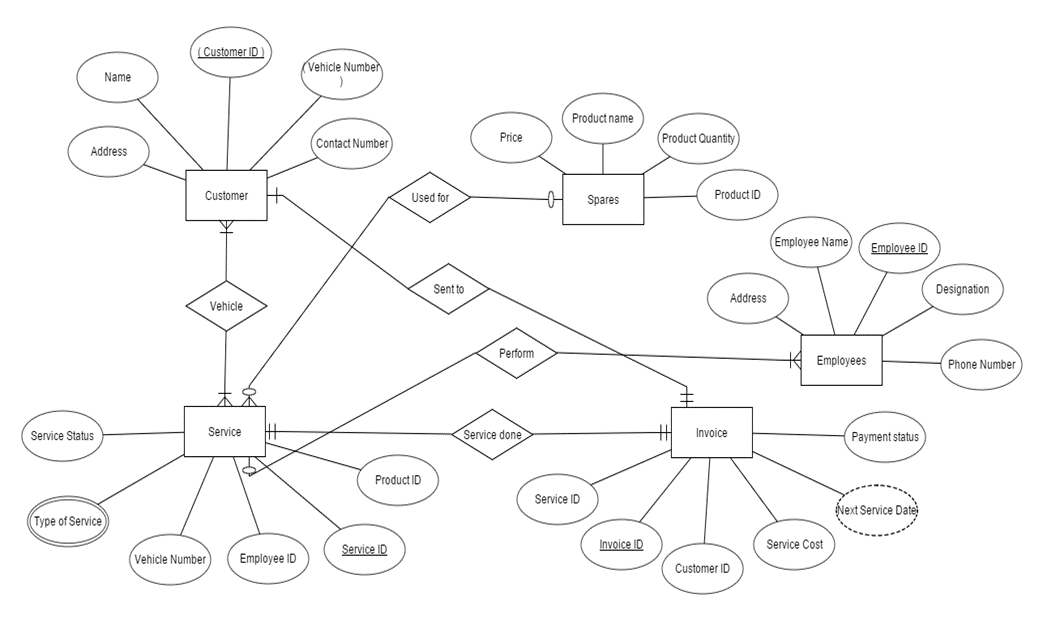 ( Customer ID )
( Vehicle Number
)
Name
Contact Number
Address
Customer
Product name
Price
Product Quantity
Product ID
Used for
Spares
Employee Name
Employee ID
Designation
Address
Phone Number
Employees
Vehicle
Sent to
Perform
Service Status
Service
Service done
Invoice
Payment status
Product ID
Type of Service
Vehicle Number
Employee ID
Service ID
Service ID
Invoice ID
Customer ID
Service Cost
Next Service Date